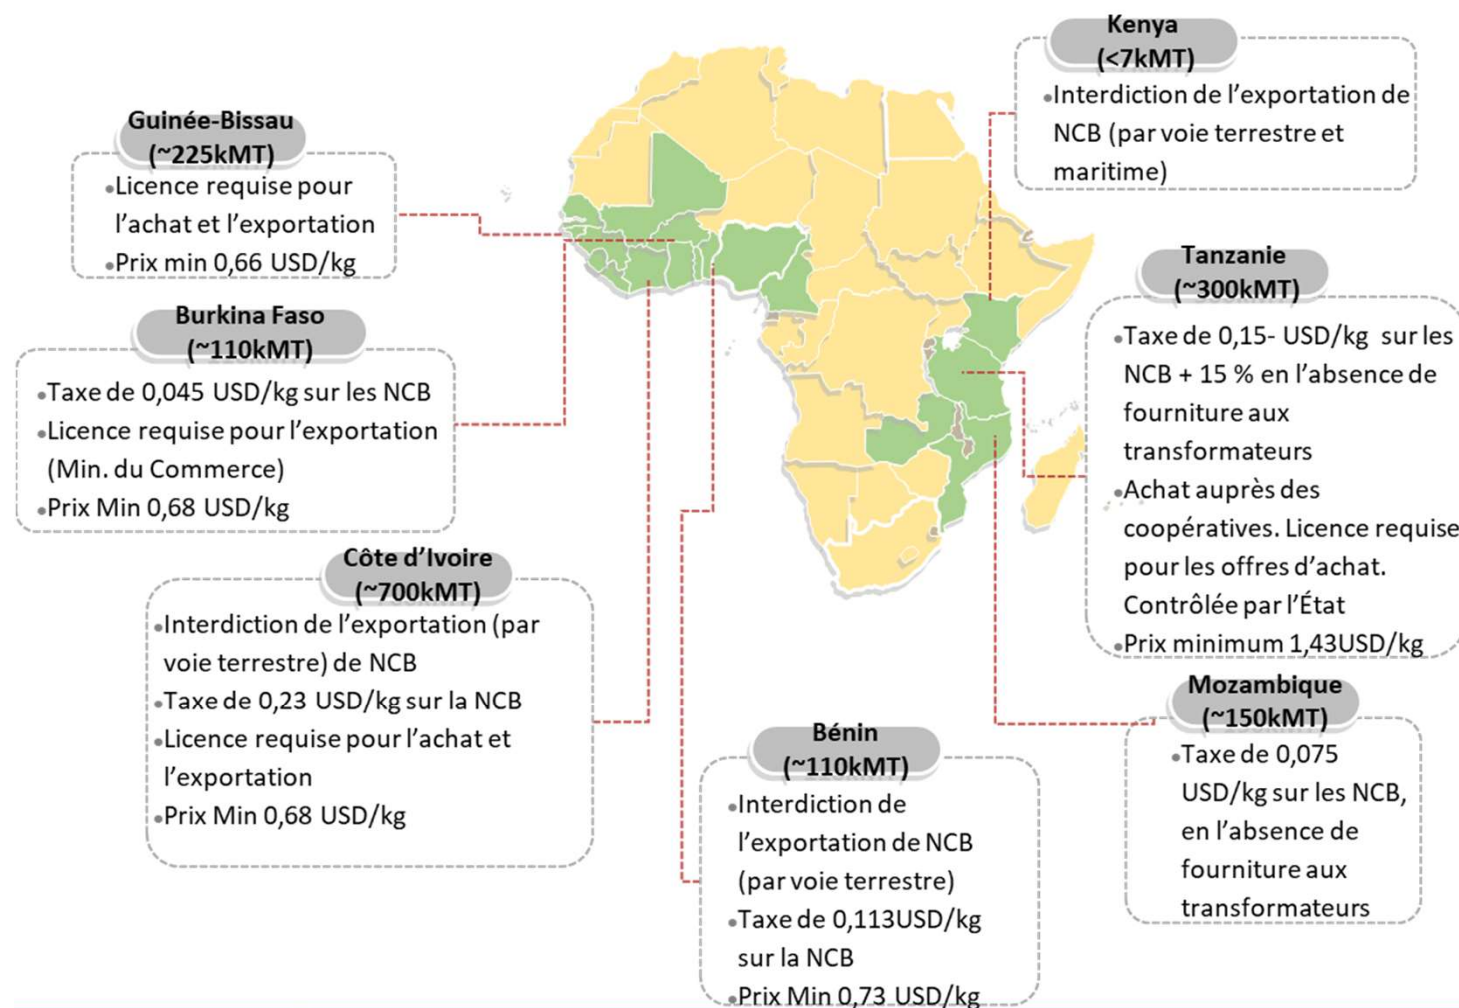 Kenya
(<7kMT)
•Interdiction de l’exportation de
NCB (par voie terrestre et
maritime)
Guinée-Bissau
(~225kMT)
•Licence requise pour
l’achat et l’exportation
•Prix min 0,66 USD/kg
Tanzanie
(~300kMT)
•Taxe de 0,15- USD/kg sur les
NCB + 15 % en l’absence de
fourniture aux
transformateurs
•Achat auprès des
coopératives. Licence requise
pour les offres d’achat.
Contrôlée par l’État
•Prix minimum 1,43USD/kg
Burkina Faso
(~110kMT)
•Taxe de 0,045 USD/kg sur les NCB
•Licence requise pour l’exportation
(Min. du Commerce)
•Prix Min 0,68 USD/kg
Côte d’Ivoire
(~700kMT)
•Interdiction de l’exportation (par
voie terrestre) de NCB
•Taxe de 0,23 USD/kg sur la NCB
•Licence requise pour l’achat et
l’exportation
•Prix Min 0,68 USD/kg
Mozambique
(~150kMT)
•Taxe de 0,075
USD/kg sur les NCB,
en l’absence de
fourniture aux
transformateurs
Bénin
(~110kMT)
•Interdiction de
l’exportation de NCB
(par voie terrestre)
•Taxe de 0,113USD/kg
sur la NCB
•Prix Min 0,73 USD/kg